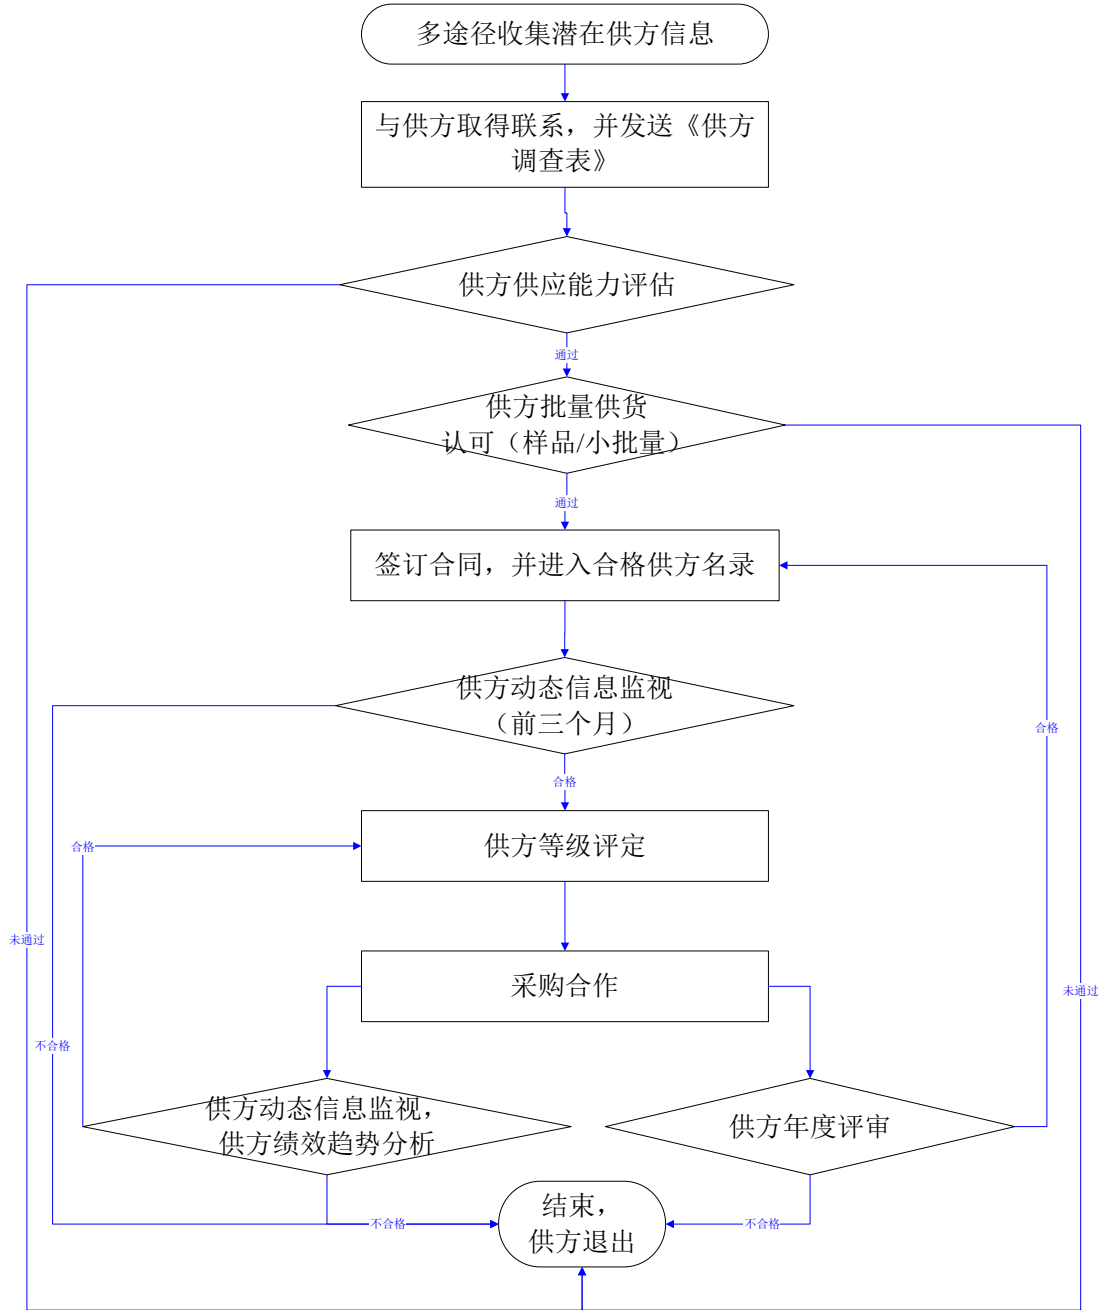 多途径收集潜在供方信息
与供方取得联系，并发送《供方
调查表》
供方供应能力评估
通过
供方批量供货
认可（样品/小批量）
通过
签订合同，并进入合格供方名录
供方动态信息监视
（前三个月）
合格
合格
供方等级评定
合格
未通过
采购合作
未通过
不合格
供方动态信息监视，
供方绩效趋势分析
供方年度评审
不合格
结束，
供方退出
不合格